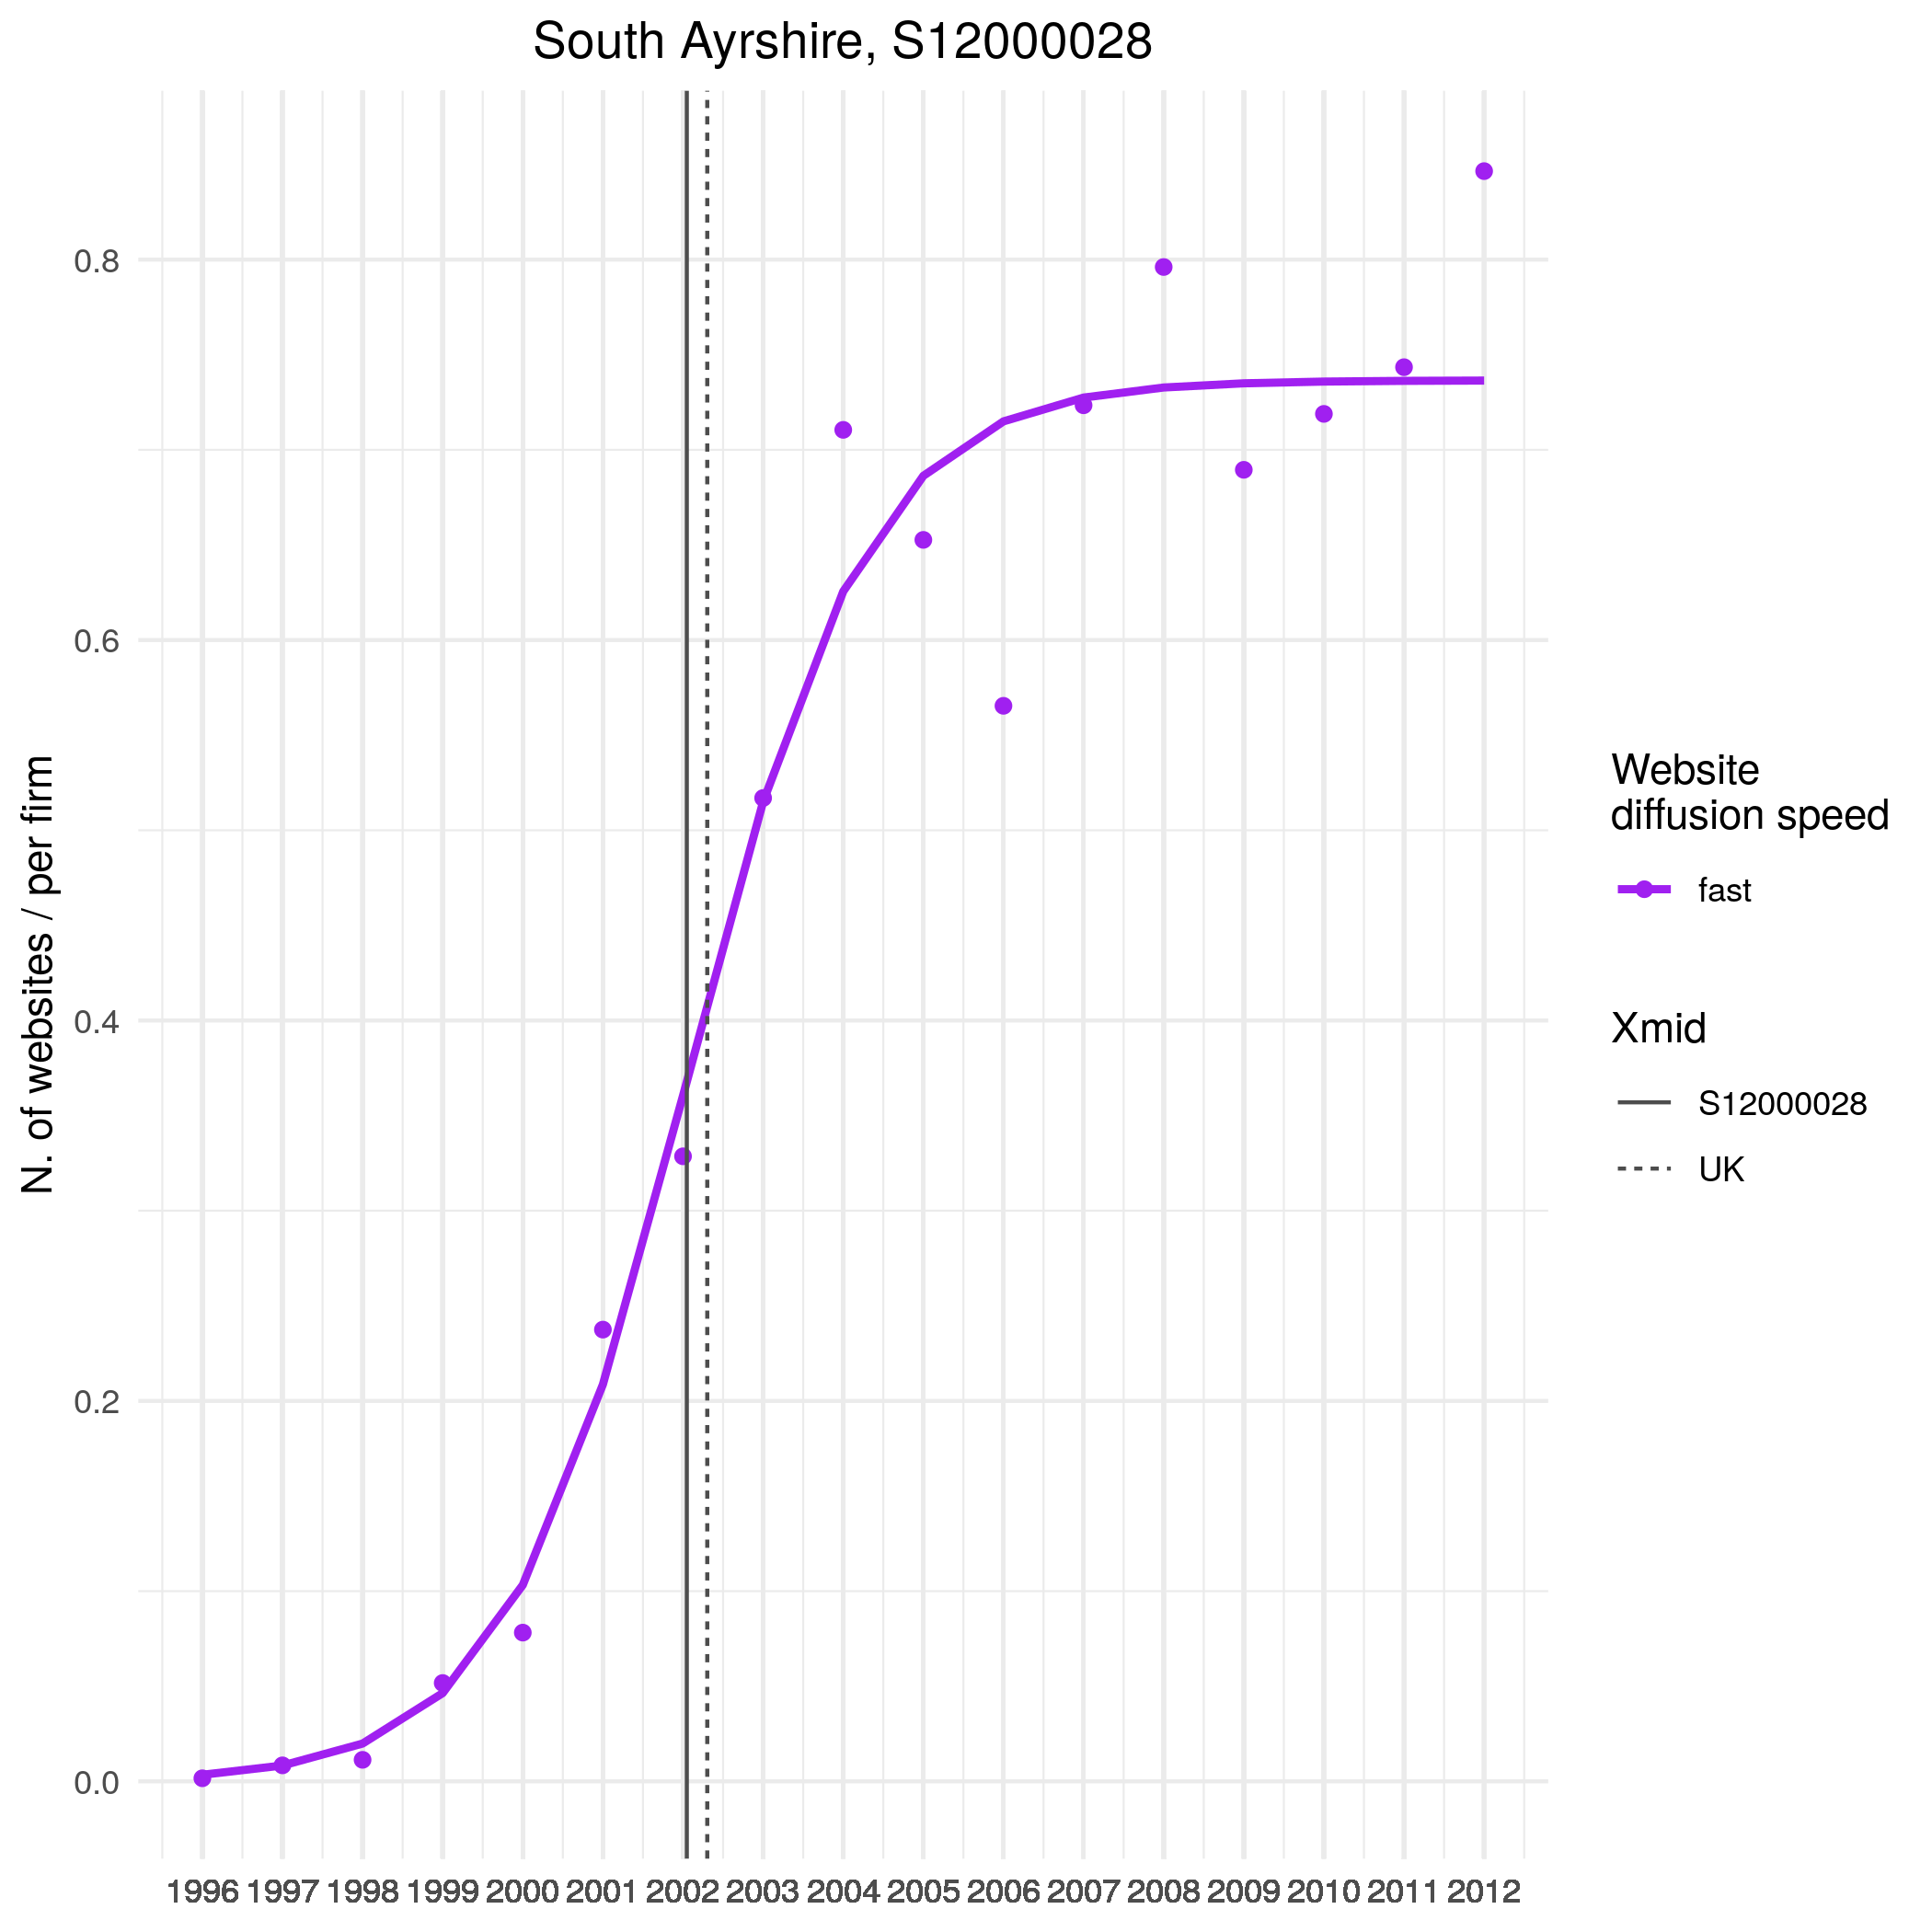 South Ayrshire, S12000028
N. of websites / per firm
0.8
0.6
0.4
0.2
0.0
1996 1997 1998 1999 2000 2001 2002 2003 2004 2005 2006 2007 2008 2009 2010 2011 2012
Website
diffusion speed
fast
Xmid
S12000028
UK